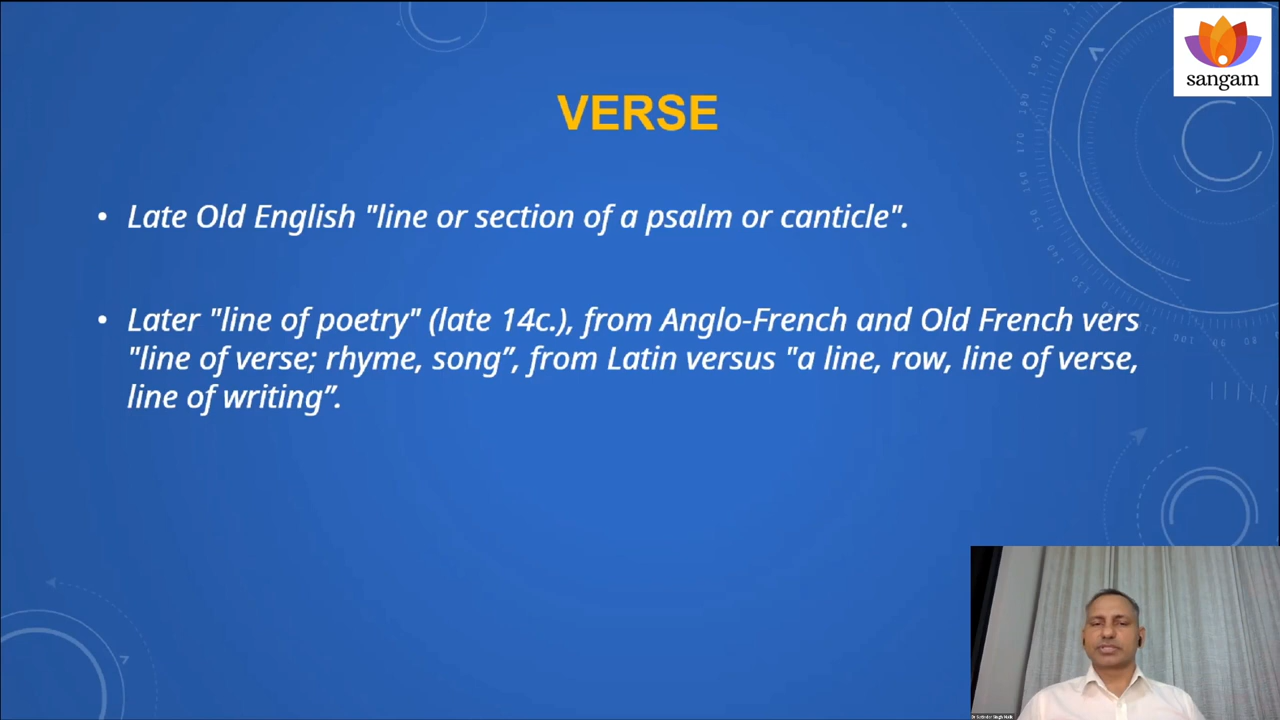 sangam
VERSE
• Late Old English "line or section of a psalm or canticle".
• Later "line of poetry" (late 14c.), from Anglo-French and Old French vers
"line of verse; rhyme, song”, from Latin versus "a line, row, line of verse,
line of writing”.